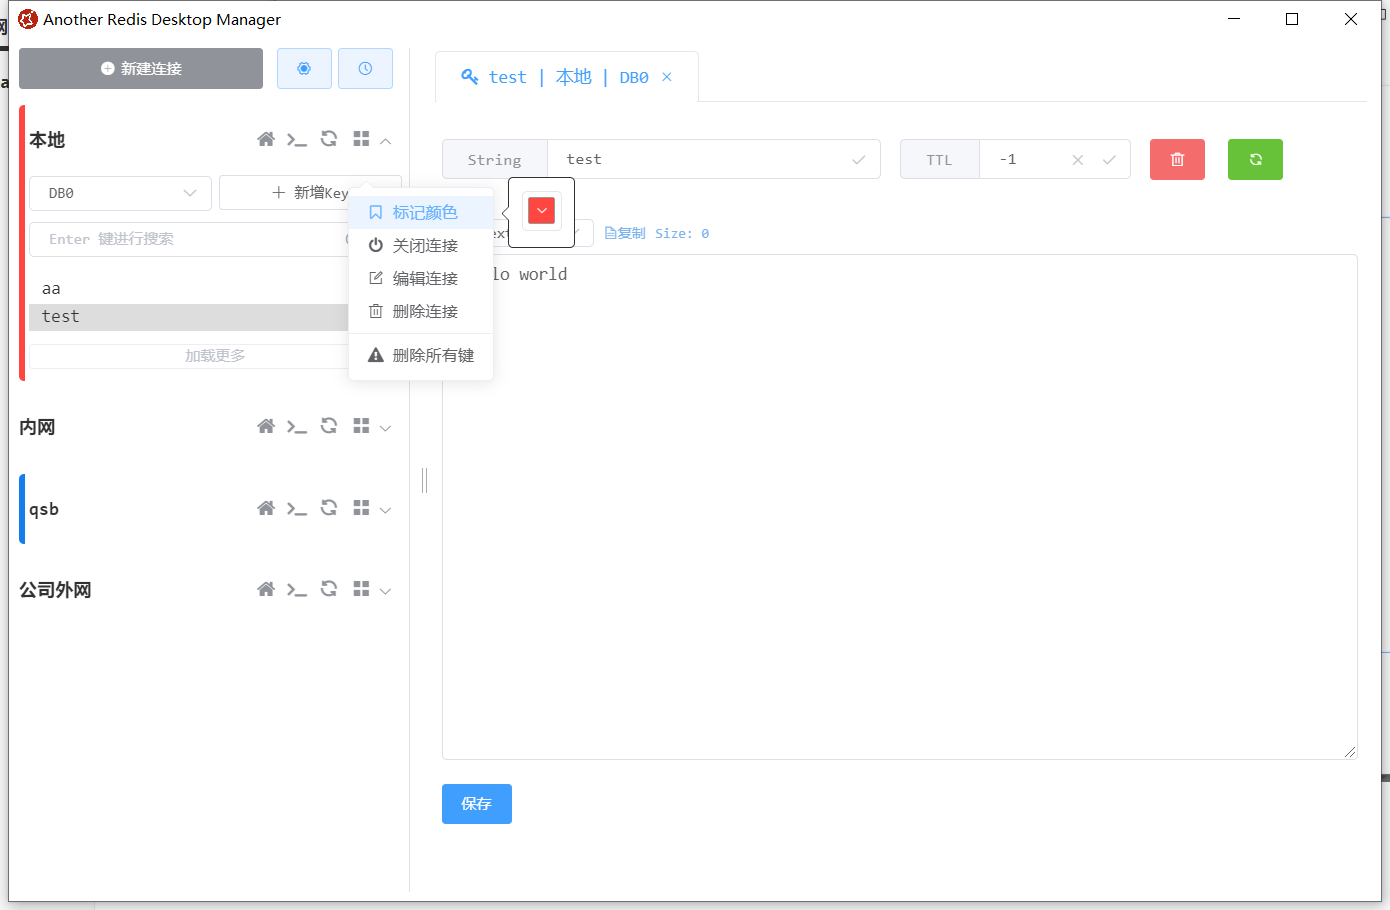 Another Redis Desktop Manager
新建连接
test | 本地 | DB0
本地
String
test
TTL
-1
DB0
新增Key
标记颜色
Enter 键进行搜索
关闭连接
复制 Size: 0
编辑连接
lo world
aa
test
删除连接
加载更多
删除所有键
内网
qsb
公司外网
保存